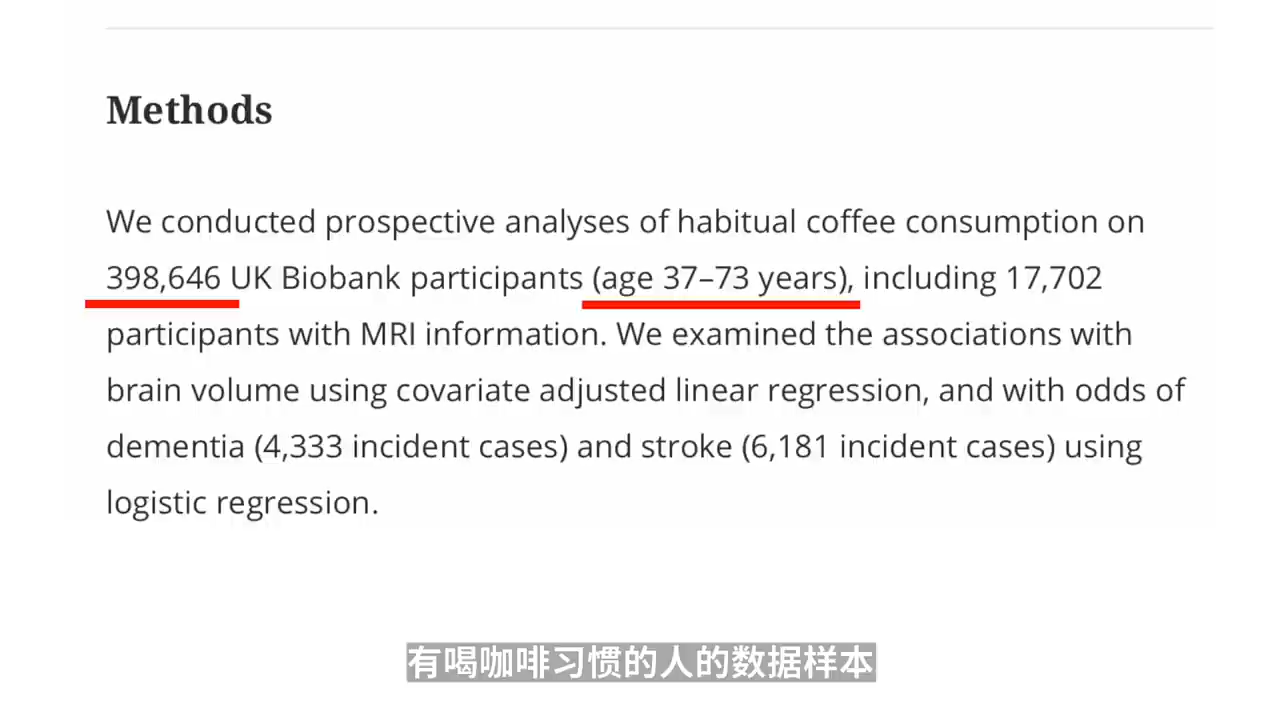 Methods
We conducted prospective analyses of habitual coffee consumption on
398,646 UK Biobank participants (age 37–73 years), including 17,702
participants with MRI information. We examined the associations with
brain volume using covariate adjusted linear regression, and with odds of
dementia (4,333 incident cases) and stroke (6,181 incident cases) using
logistic regression.
有喝咖啡习惯的人的数据样本